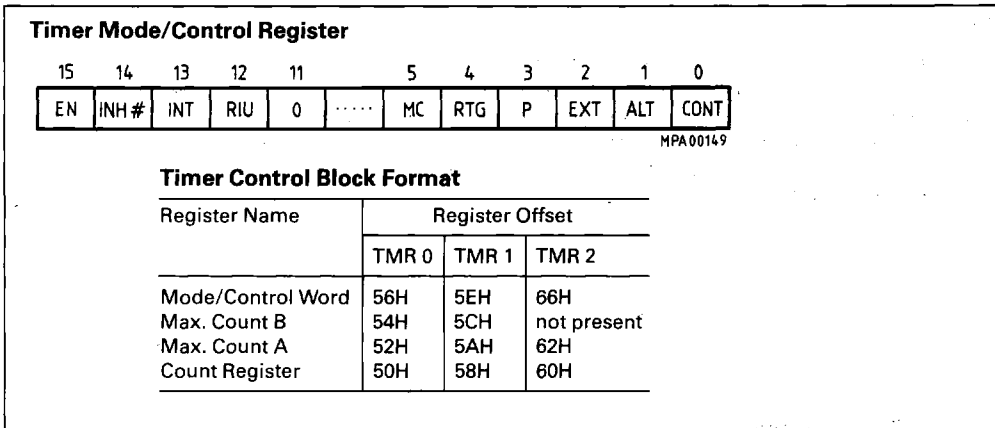 Timer Mode/Control Register
15 14 13 12 11 5 4 3 2 1 0
EN INH# INT RIU 0 ····· MC RTG P EXT ALT CONT
MPA00149
Timer Control Block Format
Register Name Register Offset
TMR 0 TMR 1 TMR 2
Mode/Control Word 56H 5EH 66H
Max. Count B 54H 5CH not present
Max. Count A 52H 5AH 62H
Count Register 50H 58H 60H